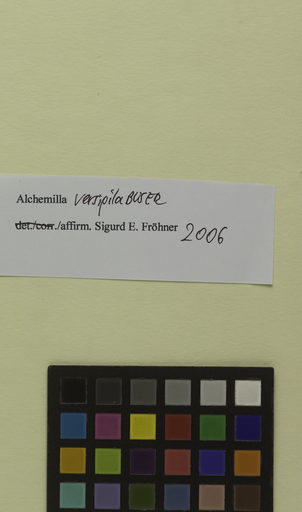 Alchemilla versipila BUSER
det./corr./affirm. Sigurd E. Fröhner 2006